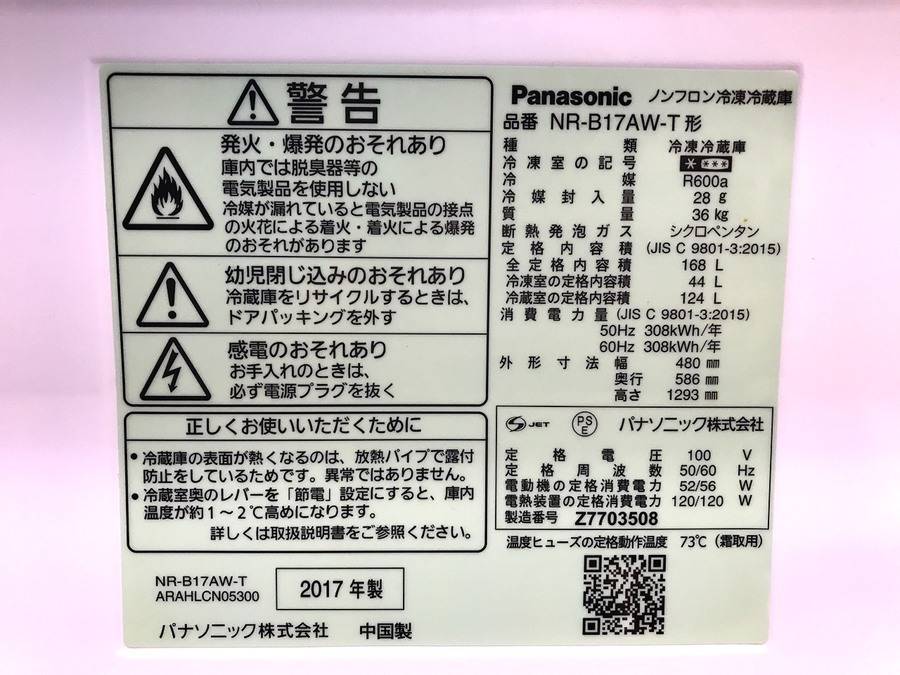 警告
発火・爆発のおそれあり
庫内では脱臭器等の
電気製品を使用しない
冷媒が漏れていると電気製品の接点
の火花による着火・着火による爆発
のおそれがあります
幼児閉じ込めのおそれあり
冷蔵庫をリサイクルするときは、
ドアパッキングを外す
感電のおそれあり
お手入れのときは、
必ず電源プラグを抜く
正しくお使いいただくために
• 冷蔵庫の表面が熱くなるのは、放熱パイプで露付
防止をしているためです。異常ではありません。
• 冷蔵室奥のレバーを「節電」設定にすると、庫内
温度が約1~2℃高めになります。
詳しくは取扱説明書をご参照ください。
NR-B17AW-T
ARAHLCN05300
2017 年製
パナソニック株式会社 中国製
Panasonic ノンフロン冷凍冷蔵庫
品番 NR-B17AW-T 形
種類 冷凍冷蔵庫
冷凍室の記号 * ***
冷媒 R600a
冷媒封入量 28 g
質量 36 kg
断熱発泡ガス シクロペンタン
定格内容積 (JIS C 9801-3:2015)
全定格内容積 168 L
冷凍室の定格内容積 44 L
冷蔵室の定格内容積 124 L
消費電力量 (JIS C 9801-3:2015)
50Hz 308kWh/年
60Hz 308kWh/年
外形寸法 幅 480 mm
奥行 586 mm
高さ 1293 mm
S JET PS E パナソニック株式会社
定格電圧 100 V
定格周波数 50/60 Hz
電動機の定格消費電力 52/56 W
電熱装置の定格消費電力 120/120 W
製造番号 Z7703508
温度ヒューズの定格動作温度 73℃ (霜取用)